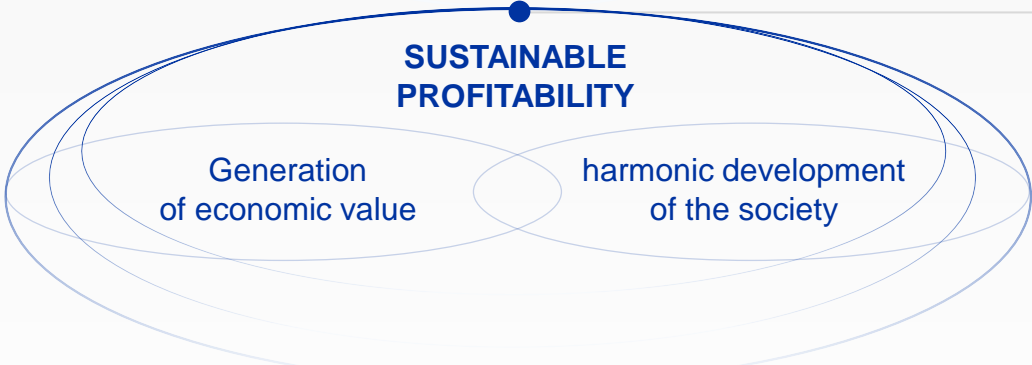 SUSTAINABLE
PROFITABILITY
Generation
of economic value
harmonic development
of the society